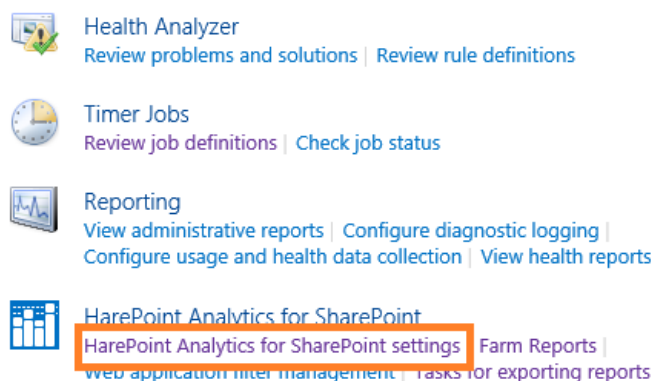 Health Analyzer
Review problems and solutions | Review rule definitions
Timer Jobs
Review job definitions | Check job status
Reporting
View administrative reports | Configure diagnostic logging |
Configure usage and health data collection | View health reports
HarePoint Analytics for SharePoint
HarePoint Analytics for SharePoint settings | Farm Reports |
Web application filter management | Tasks for exporting reports